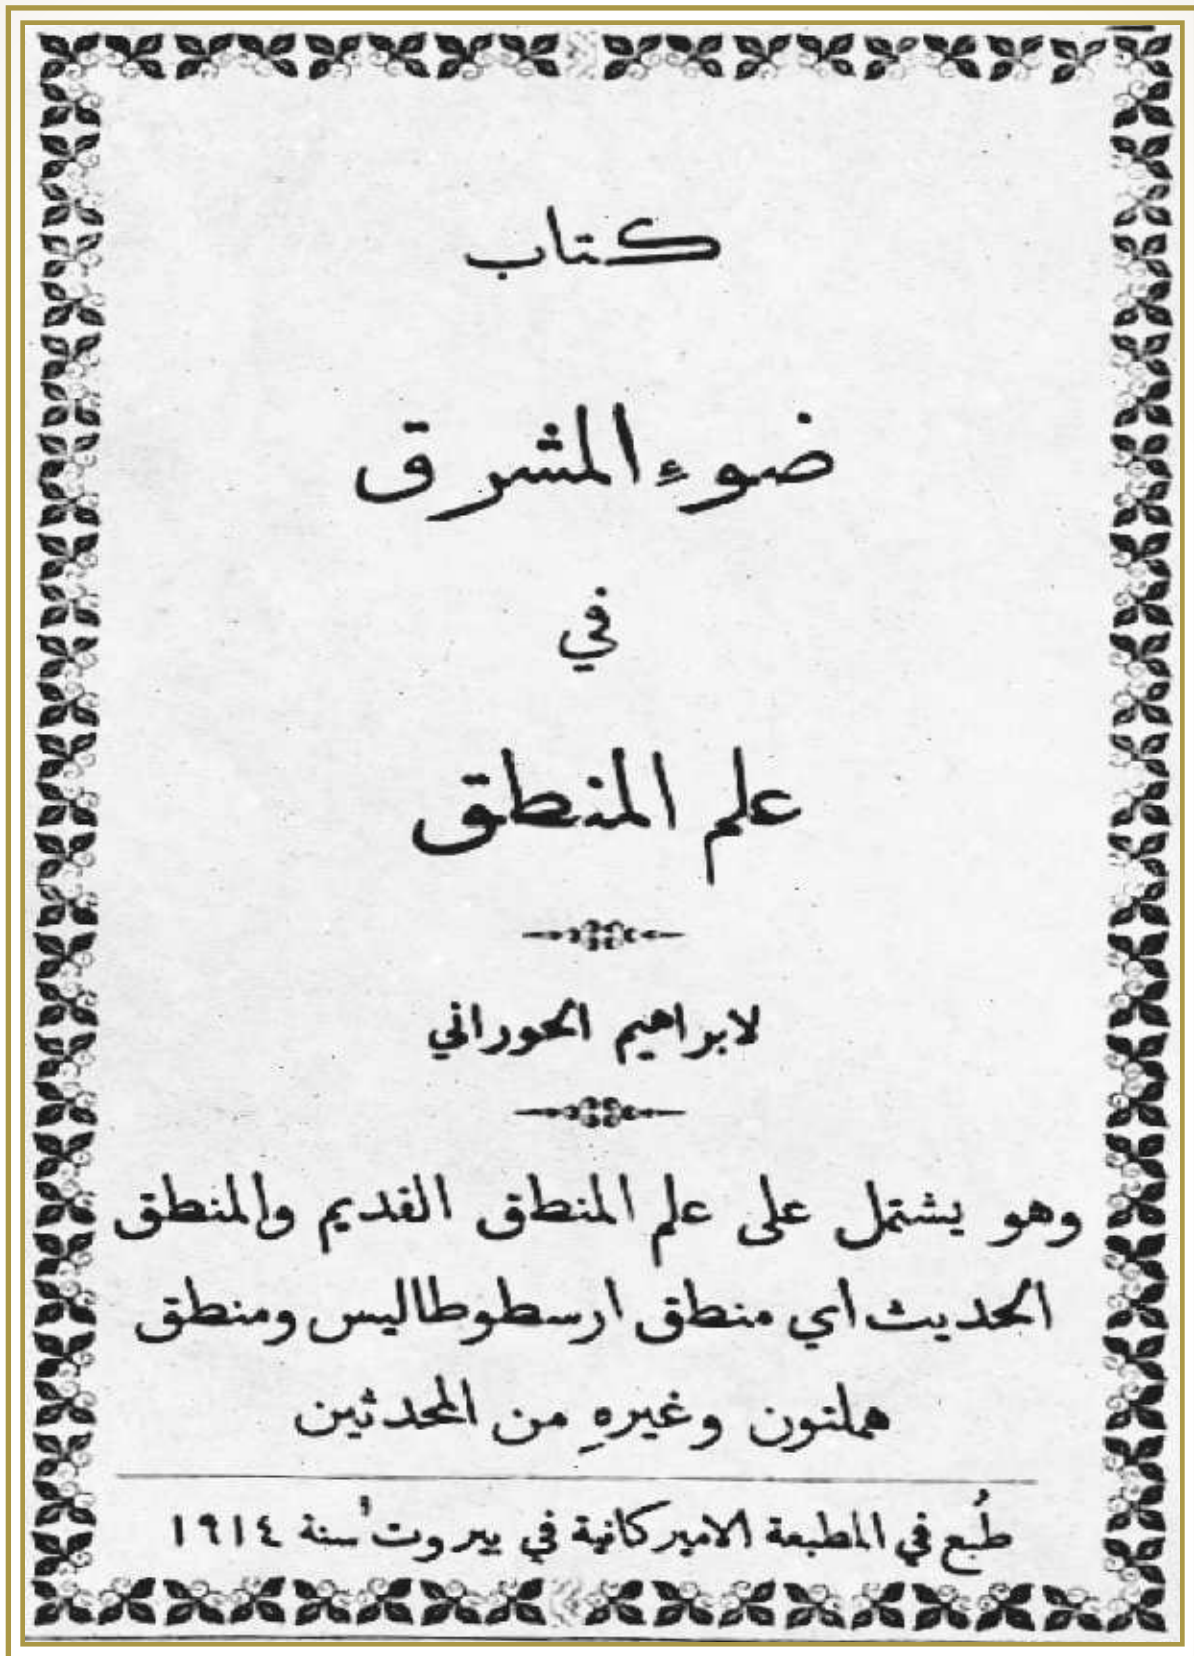 كتاب
ضوءِ المشرق
في
علم المنطق
لابراهيم الحوراني
وهو يشتمل على علم المنطق القديم والمنطق
الحديث اي منطق ارسطوطاليس ومنطق
هملتون وغيرهِ من المحدثين
طُبع في المطبعة الاميركانية في بيروت سنة ١٩١٤